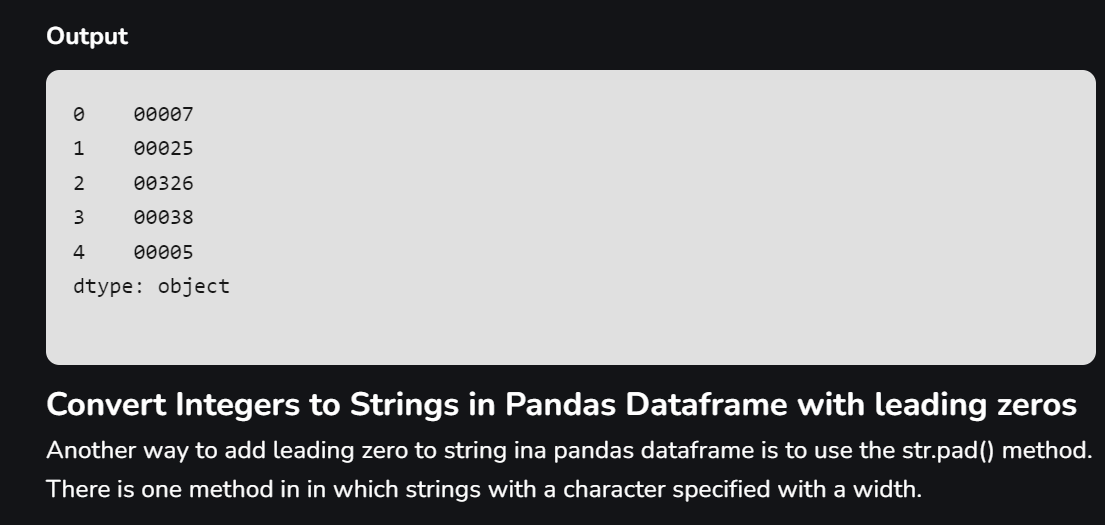 Output
0    00007
1    00025
2    00326
3    00038
4    00005
dtype: object
Convert Integers to Strings in Pandas Dataframe with leading zeros
Another way to add leading zero to string ina pandas dataframe is to use the str.pad() method.
There is one method in in which strings with a character specified with a width.